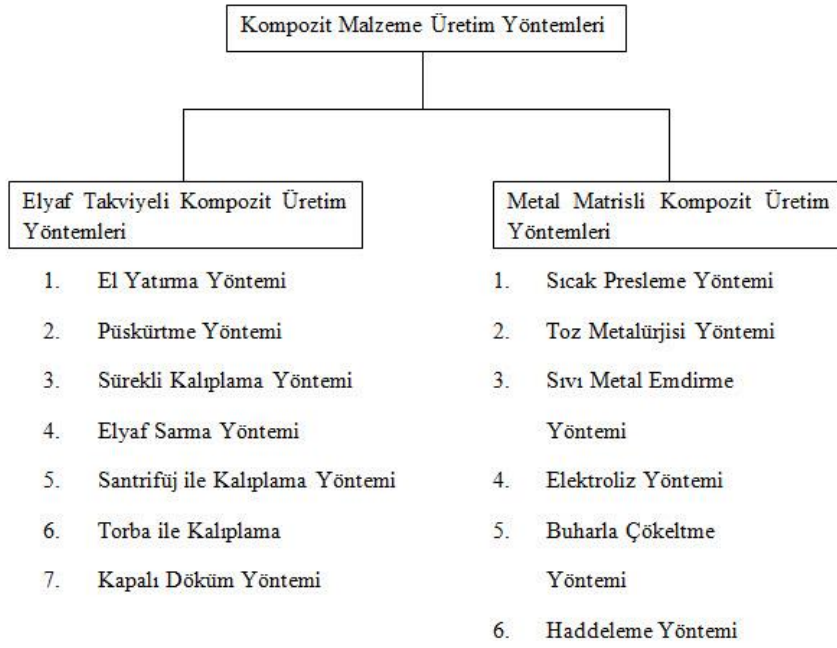 Kompozit Malzeme Üretim Yöntemleri
Elyaf Takviyeli Kompozit Üretim
Yöntemleri
1. El Yatırma Yöntemi
2. Püskürtme Yöntemi
3. Sürekli Kalıplama Yöntemi
4. Elyaf Sarma Yöntemi
5. Santrifüj ile Kalıplama Yöntemi
6. Torba ile Kalıplama
7. Kapalı Döküm Yöntemi
Metal Matrisli Kompozit Üretim
Yöntemleri
1. Sıcak Presleme Yöntemi
2. Toz Metalürjisi Yöntemi
3. Sıvı Metal Emdirme
Yöntemi
4. Elektroliz Yöntemi
5. Buharla Çökeltme
Yöntemi
6. Haddeleme Yöntemi